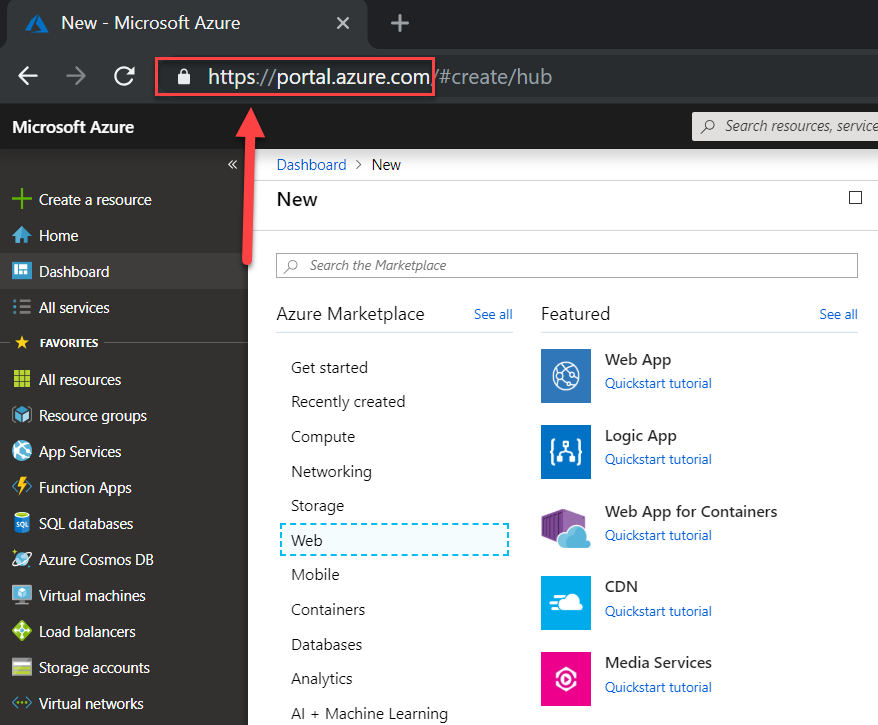 New - Microsoft Azure
https://portal.azure.com/#create/hub
Microsoft Azure
Search resources, service
Create a resource
Home
Dashboard
All services
FAVORITES
All resources
Resource groups
App Services
Function Apps
SQL
SQL databases
Azure Cosmos DB
Virtual machines
Load balancers
Storage accounts
Virtual networks
Dashboard > New
New
Search the Marketplace
Azure Marketplace See all
Get started
Recently created
Compute
Networking
Storage
Web
Mobile
Containers
Databases
Analytics
AI + Machine Learning
Featured See all
Web App
Quickstart tutorial
Logic App
Quickstart tutorial
Web App for Containers
Quickstart tutorial
CDN
Quickstart tutorial
Media Services
Quickstart tutorial